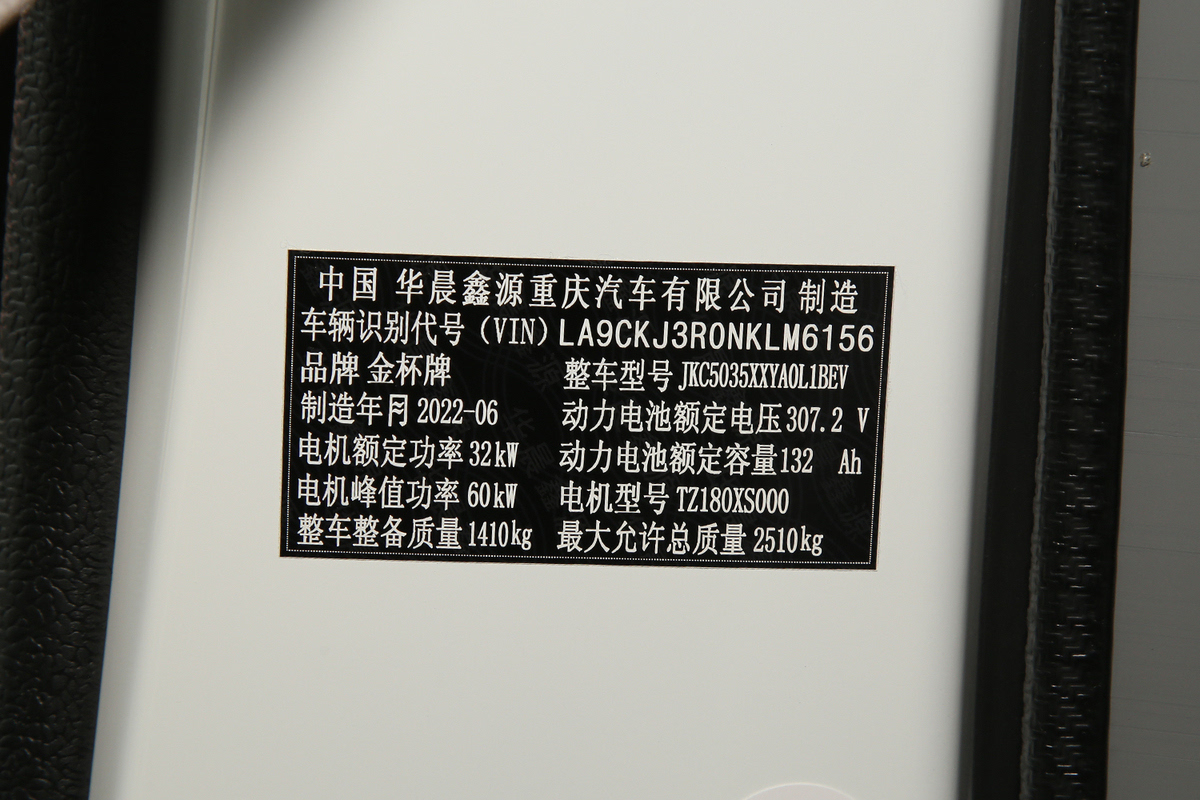 中国 华晨鑫源重庆汽车有限公司 制造
车辆识别代号（VIN）LA9CKJ3R0NKLM6156
品牌 金杯牌 整车型号 JKC5035XXYA0L1BEV
制造年月 2022-06 动力电池额定电压 307.2 V
电机额定功率 32kW 动力电池额定容量 132 Ah
电机峰值功率 60kW 电机型号 TZ180XS000
整车整备质量 1410kg 最大允许总质量 2510kg